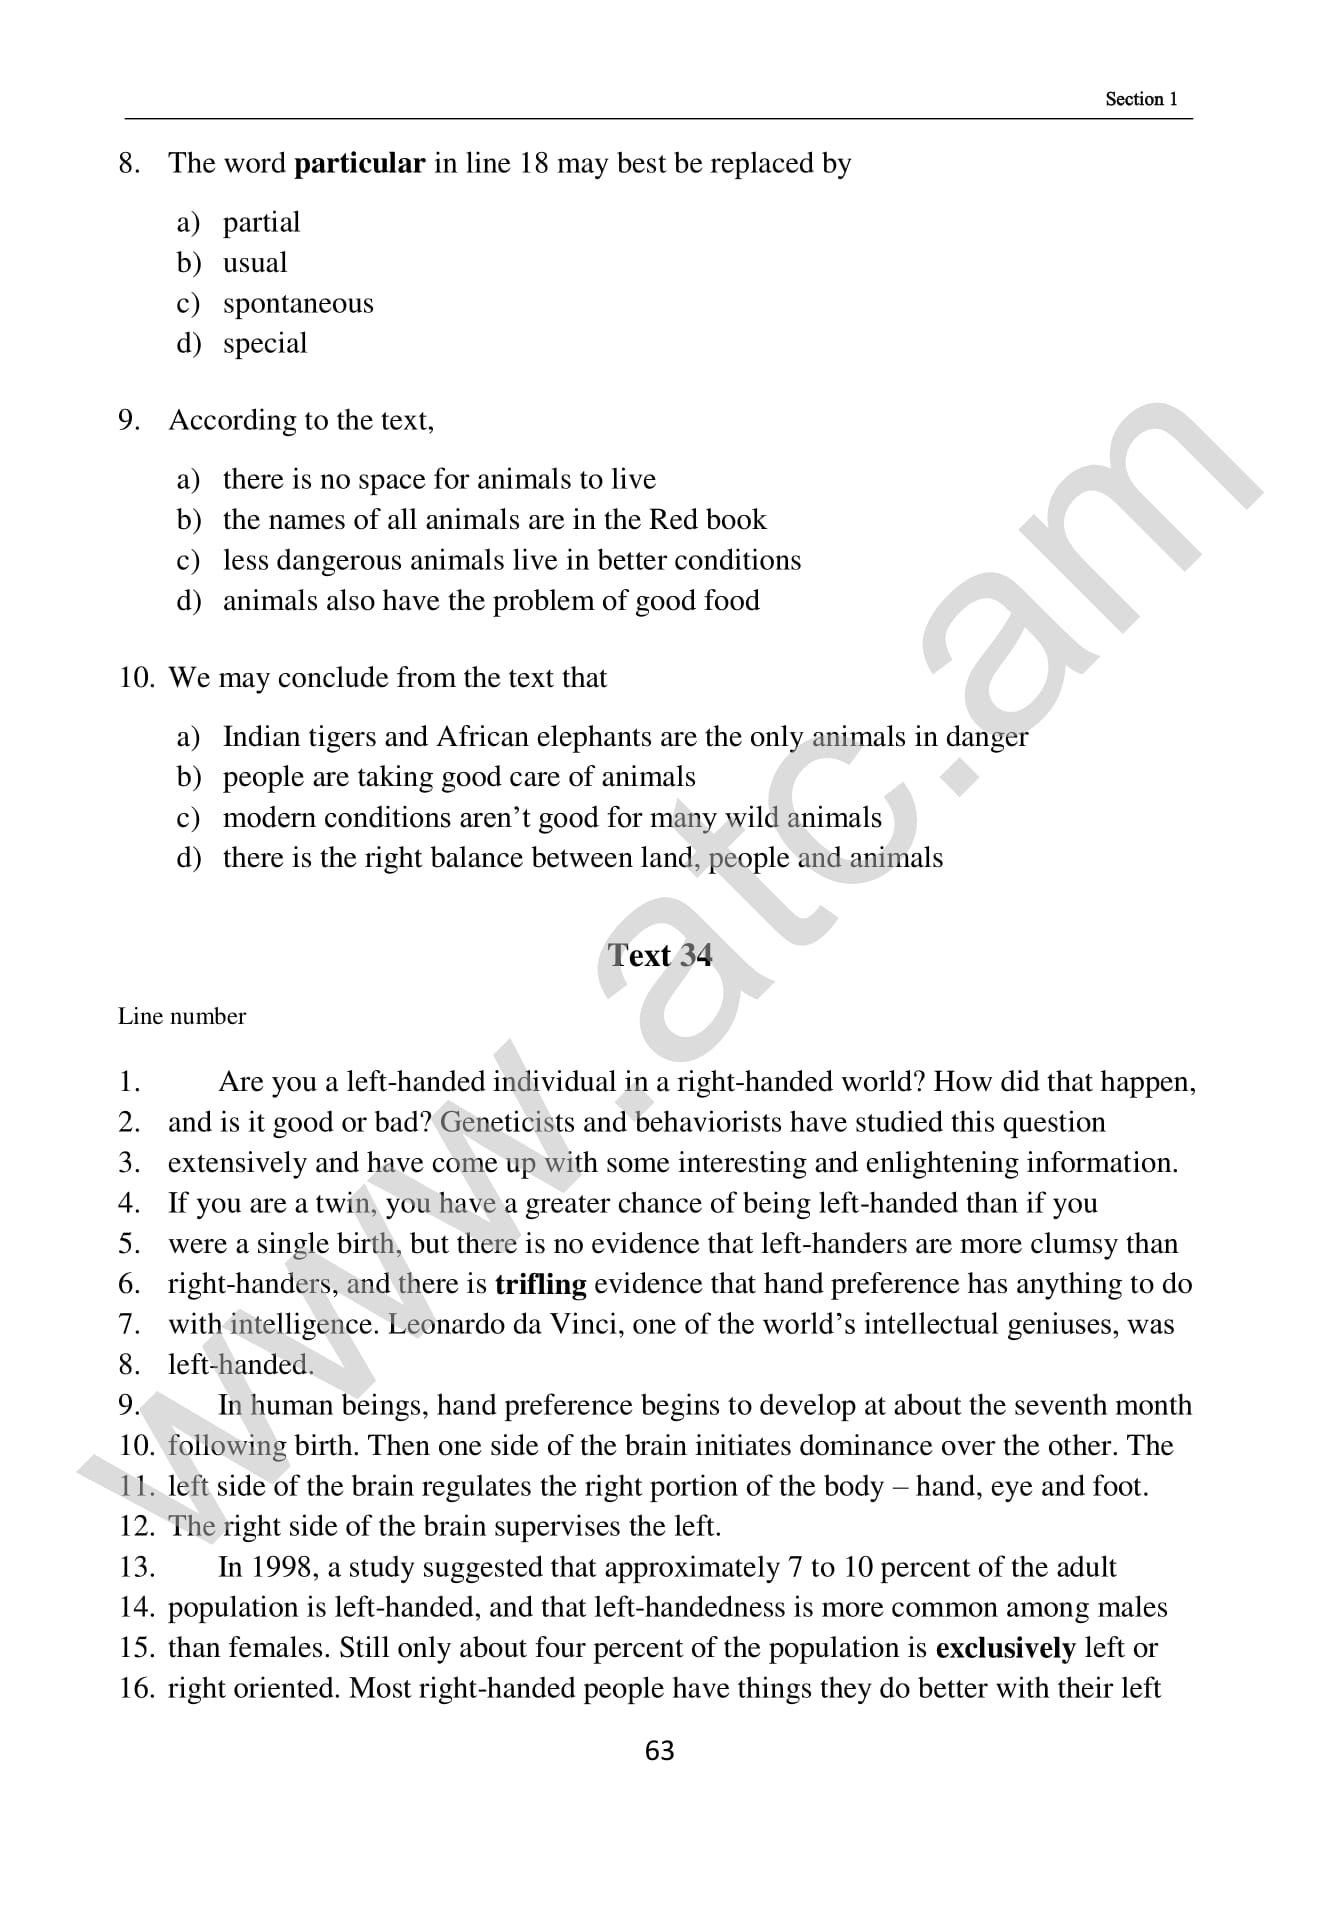 Section 1
8. The word particular in line 18 may best be replaced by
a) partial
b) usual
c) spontaneous
d) special
9. According to the text,
a) there is no space for animals to live
b) the names of all animals are in the Red book
c) less dangerous animals live in better conditions
d) animals also have the problem of good food
10. We may conclude from the text that
a) Indian tigers and African elephants are the only animals in danger
b) people are taking good care of animals
c) modern conditions aren’t good for many wild animals
d) there is the right balance between land, people and animals
Text 34
Line number
1. Are you a left-handed individual in a right-handed world? How did that happen,
2. and is it good or bad? Geneticists and behaviorists have studied this question
3. extensively and have come up with some interesting and enlightening information.
4. If you are a twin, you have a greater chance of being left-handed than if you
5. were a single birth, but there is no evidence that left-handers are more clumsy than
6. right-handers, and there is trifling evidence that hand preference has anything to do
7. with intelligence. Leonardo da Vinci, one of the world’s intellectual geniuses, was
8. left-handed.
9. In human beings, hand preference begins to develop at about the seventh month
10. following birth. Then one side of the brain initiates dominance over the other. The
11. left side of the brain regulates the right portion of the body – hand, eye and foot.
12. The right side of the brain supervises the left.
13. In 1998, a study suggested that approximately 7 to 10 percent of the adult
14. population is left-handed, and that left-handedness is more common among males
15. than females. Still only about four percent of the population is exclusively left or
16. right oriented. Most right-handed people have things they do better with their left
63
www.atc.am